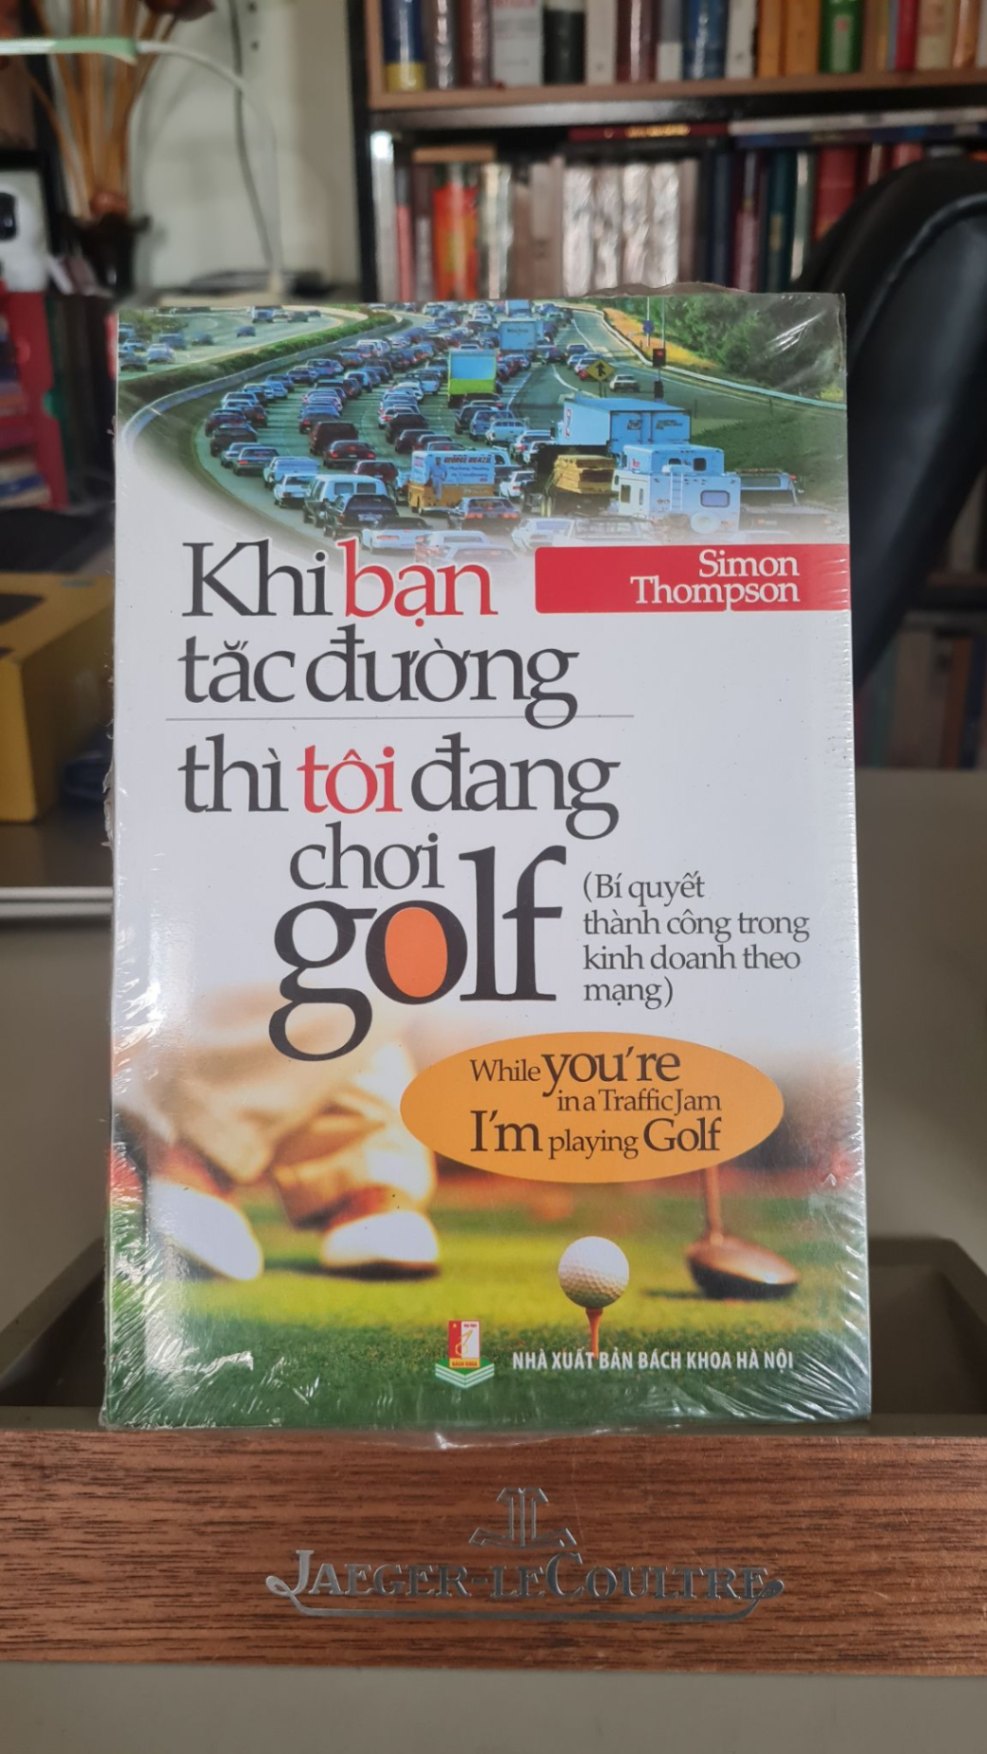 Simon
Thompson
Khi bạn
tắc đường
thì tôi đang
chơi
golf
(Bí quyết
thành công trong
kinh doanh theo
mạng)
While you're
in a Traffic Jam
I'm playing Golf
NHÀ XUẤT BẢN BÁCH KHOA HÀ NỘI
JAEGER-LECOULTRE